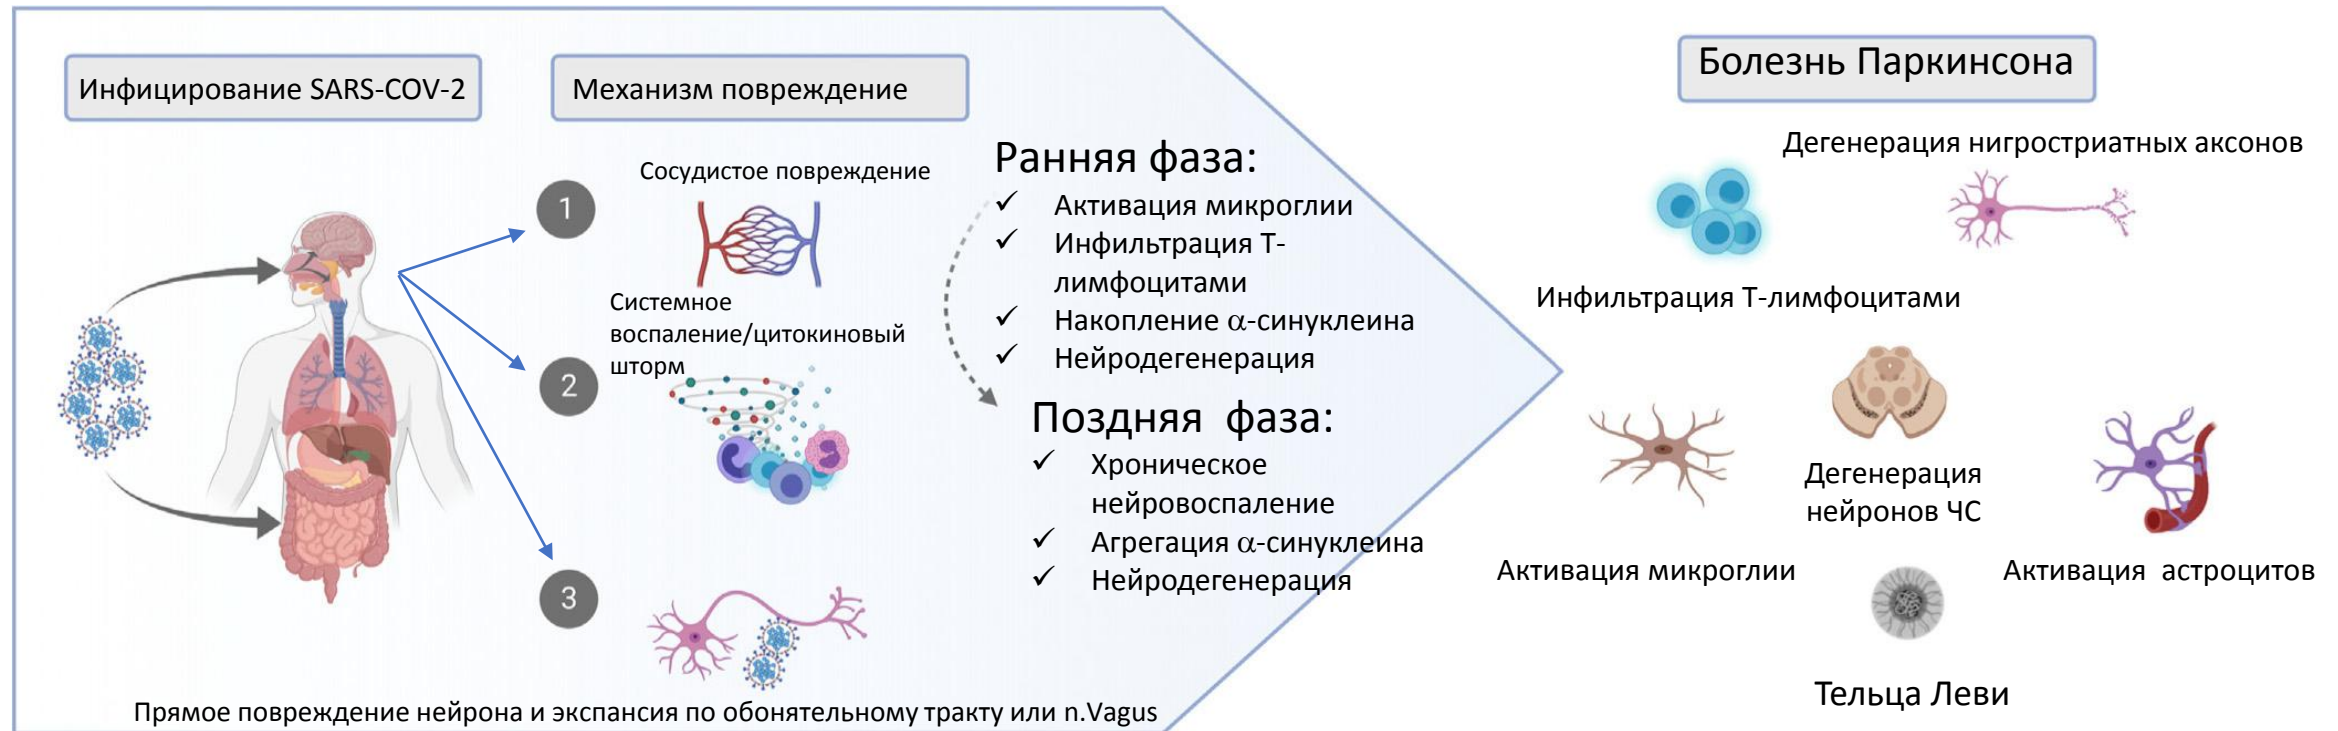 Инфицирование SARS-COV-2
Механизм повреждение
1
Сосудистое повреждение
Системное
воспаление/цитокиновый
шторм
2
3
Прямое повреждение нейрона и экспансия по обонятельному тракту или n.Vagus
Ранняя фаза:
✓ Активация микроглии
✓ Инфильтрация Т-
лимфоцитами
✓ Накопление α-синуклеина
✓ Нейродегенерация
Поздняя фаза:
✓ Хроническое
нейровоспаление
✓ Агрегация α-синуклеина
✓ Нейродегенерация
Болезнь Паркинсона
Дегенерация нигростриатных аксонов
Инфильтрация Т-лимфоцитами
Дегенерация
нейронов ЧС
Активация микроглии
Активация астроцитов
Тельца Леви